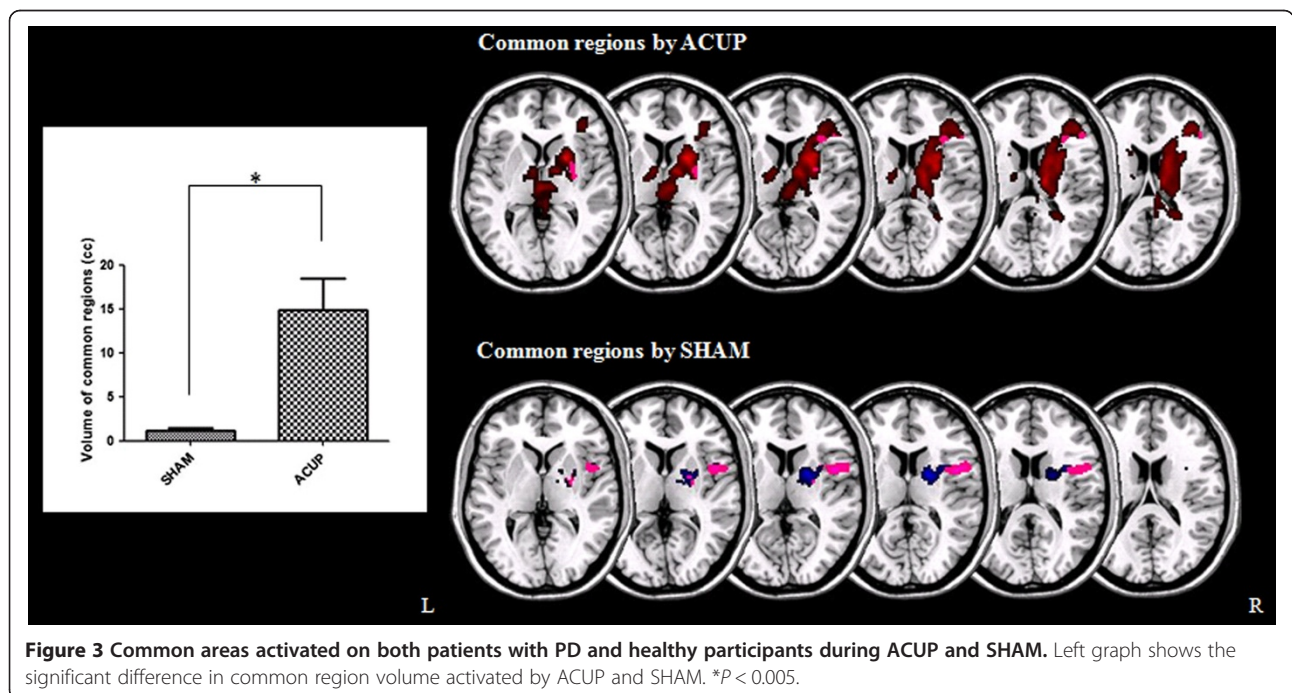 Common regions by ACUP
*
Volume of common regions (cc)
20
15
10
5
0
SHAM
ACUP
Common regions by SHAM
L
R
Figure 3 Common areas activated on both patients with PD and healthy participants during ACUP and SHAM. Left graph shows the
significant difference in common region volume activated by ACUP and SHAM. *P < 0.005.